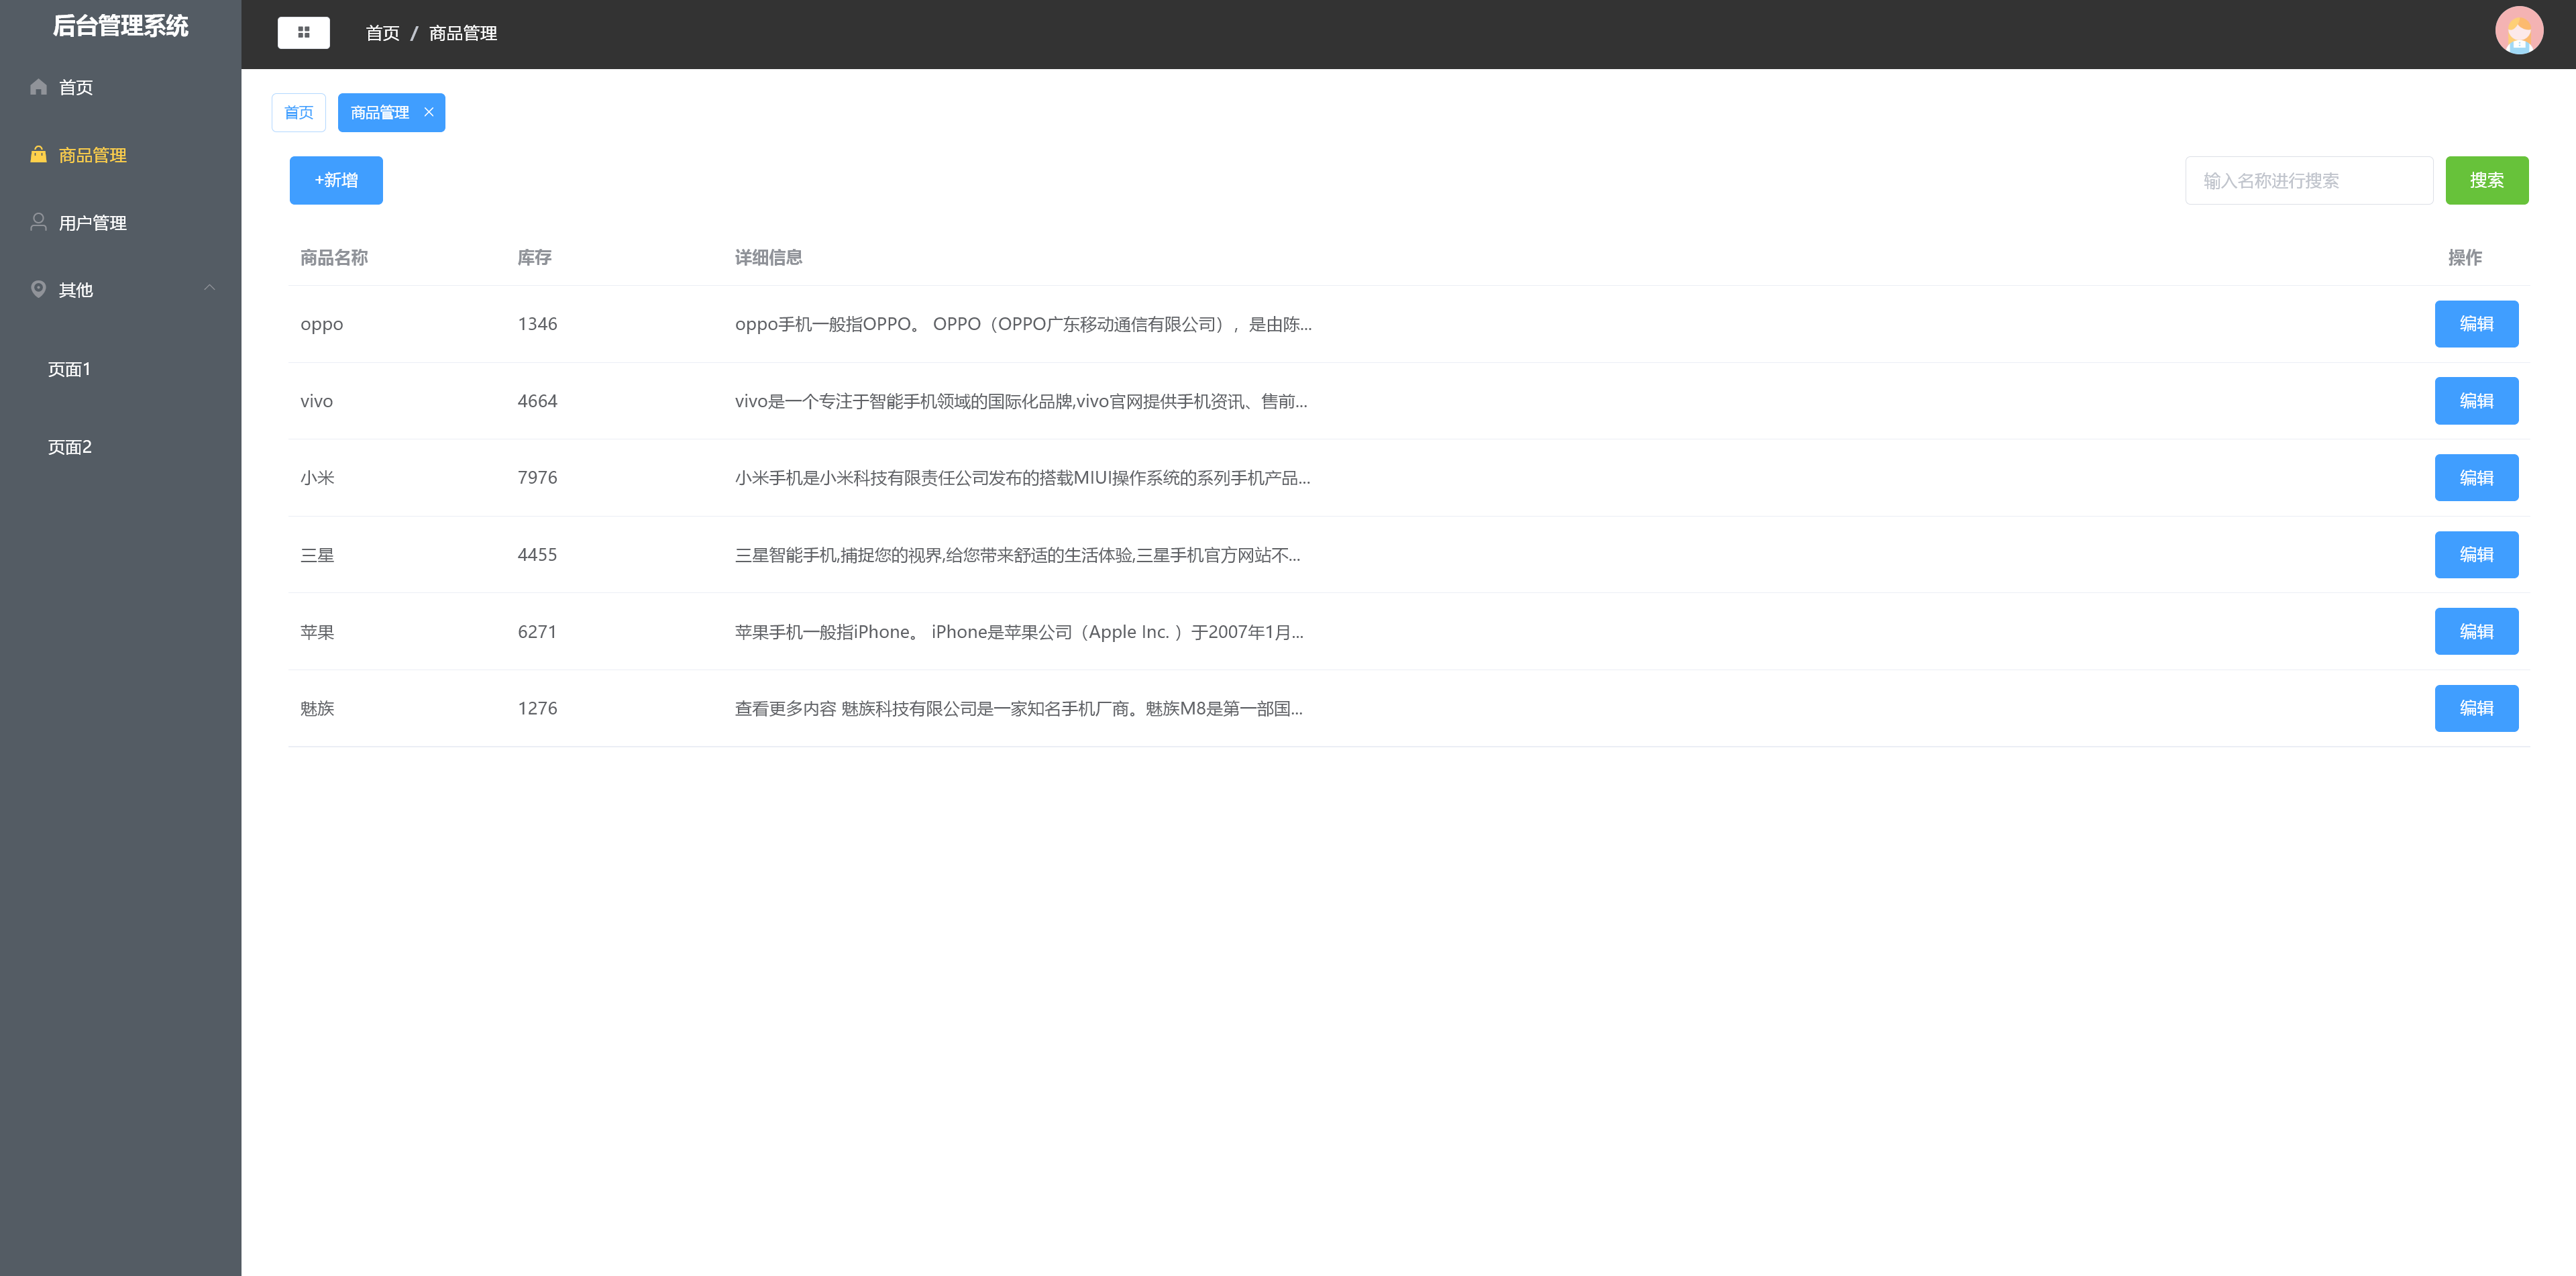 后台管理系统
首页
商品管理
用户管理
其他
页面1
页面2
首页 / 商品管理
首页 商品管理
+新增 输入名称进行搜索 搜索
商品名称 库存 详细信息 操作
oppo 1346 oppo手机一般指OPPO。 OPPO（OPPO广东移动通信有限公司），是由陈... 编辑
vivo 4664 vivo是一个专注于智能手机领域的国际化品牌,vivo官网提供手机资讯、售前... 编辑
小米 7976 小米手机是小米科技有限责任公司发布的搭载MIUI操作系统的系列手机产品... 编辑
三星 4455 三星智能手机,捕捉您的视界,给您带来舒适的生活体验,三星手机官方网站不... 编辑
苹果 6271 苹果手机一般指iPhone。 iPhone是苹果公司（Apple Inc. ）于2007年1月... 编辑
魅族 1276 查看更多内容 魅族科技有限公司是一家知名手机厂商。魅族M8是第一部国... 编辑